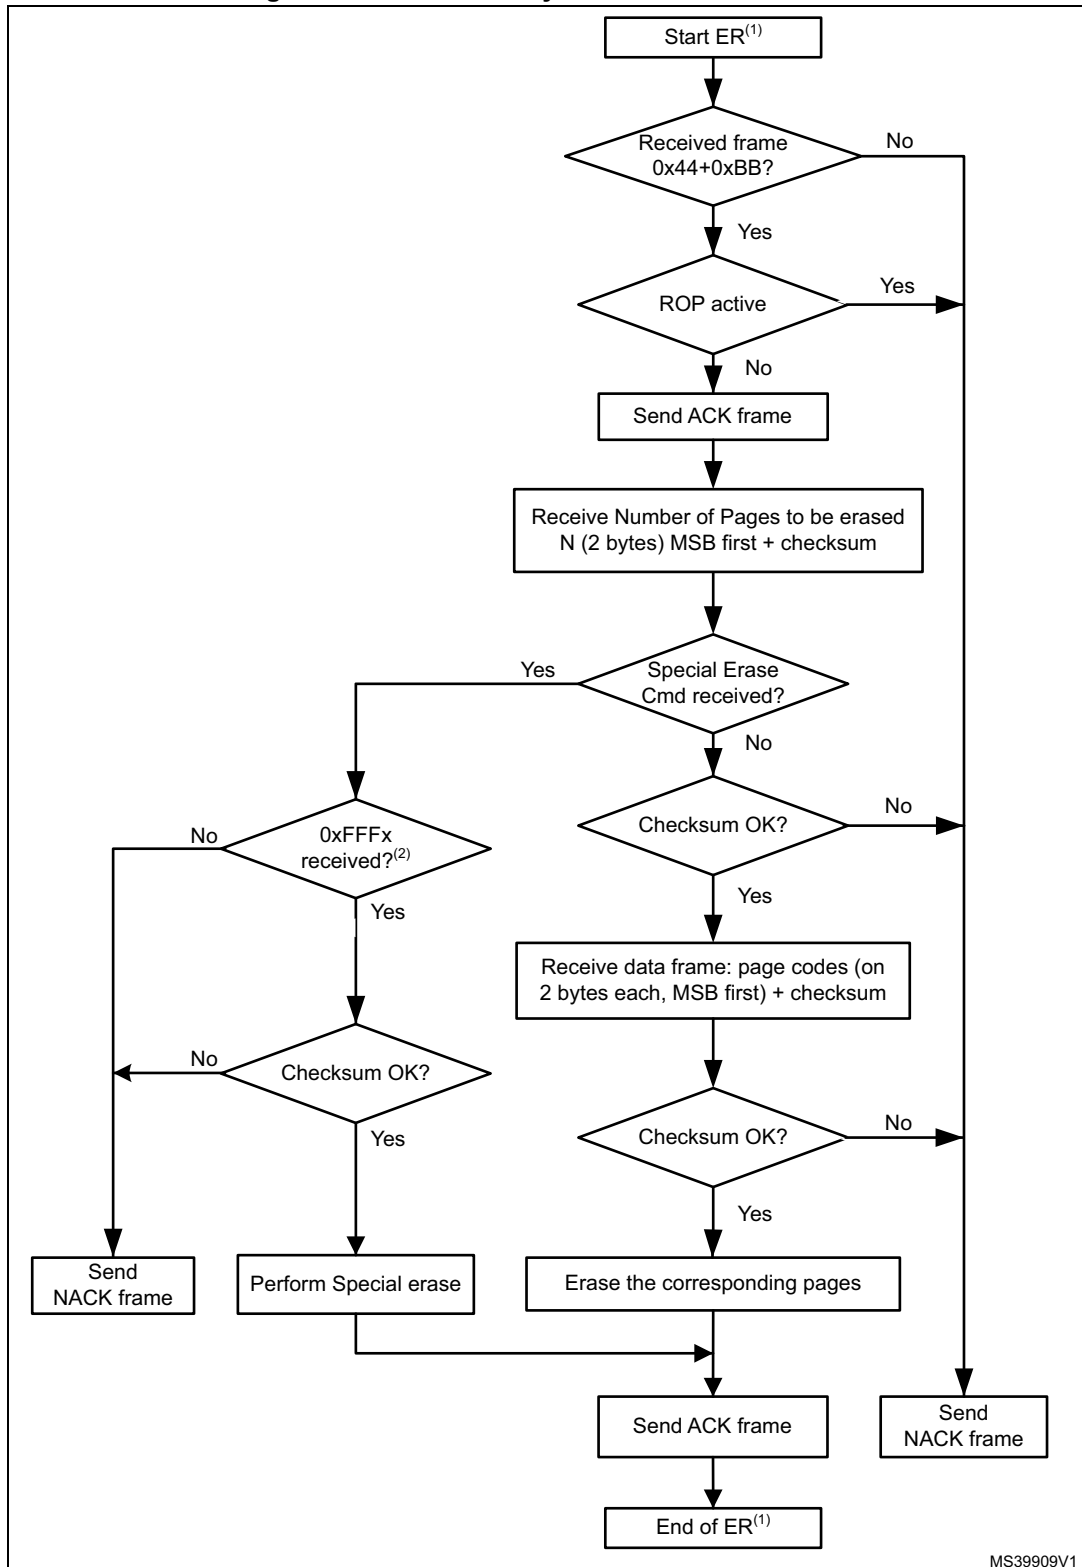 Start ER(1)
Received frame
0x44+0xBB?
No
Yes
ROP active
Yes
No
Send ACK frame
Receive Number of Pages to be erased
N (2 bytes) MSB first + checksum
Special Erase
Cmd received?
Yes
No
0xFFFx
received?(2)
No
Yes
Checksum OK?
No
Yes
Receive data frame: page codes (on
2 bytes each, MSB first) + checksum
Checksum OK?
No
Yes
Checksum OK?
No
Yes
Send
NACK frame
Perform Special erase
Erase the corresponding pages
Send ACK frame
Send
NACK frame
End of ER(1)
MS39909V1